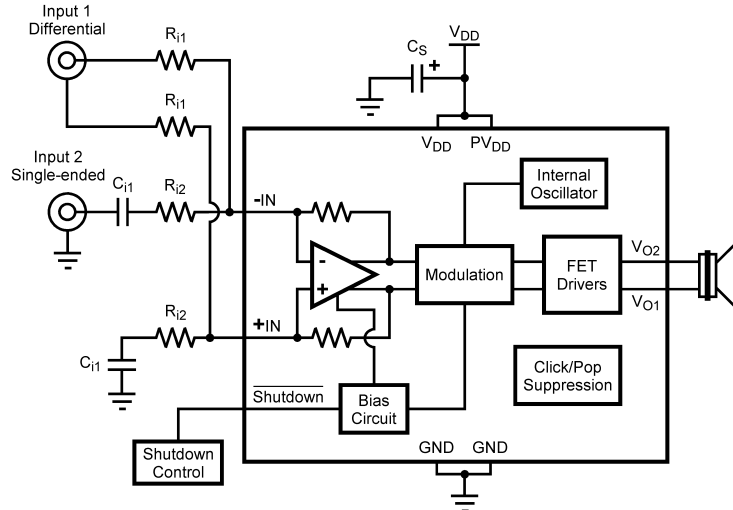 Input 1
Differential
Ri1
Ri1
CS
+
VDD
VDD PVDD
Input 2
Single-ended
Ci1
Ri2
-IN
Internal
Oscillator
-
+
Modulation
FET
Drivers
VO2
VO1
Ri2
+IN
Ci1
Shutdown
Bias
Circuit
Click/Pop
Suppression
Shutdown
Control
GND GND